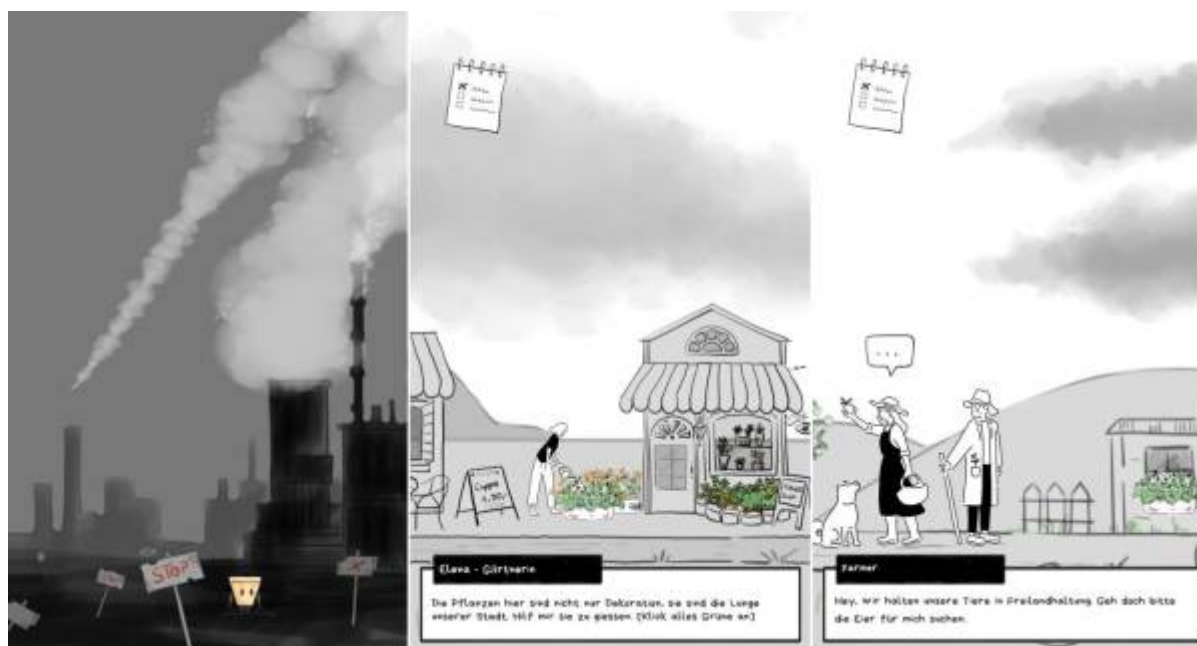 STOP!
Elena - Gärtnerin
Die Pflanzen hier sind nicht nur Dekoration, sie sind die Lunge
unserer Stadt. Hilf mir sie zu giessen. (Klick alles Grüne an)
Farmer
Hey, wir halten unsere Tiere in Freilandhaltung. Geh doch bitte
die Eier für mich suchen.